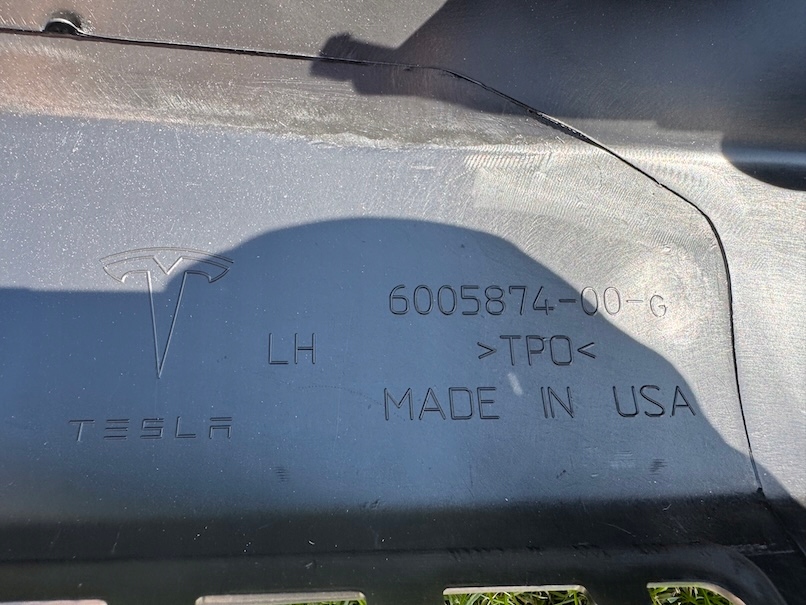 6005874-00-G
LH
>TPO<
MADE IN USA
TESLA